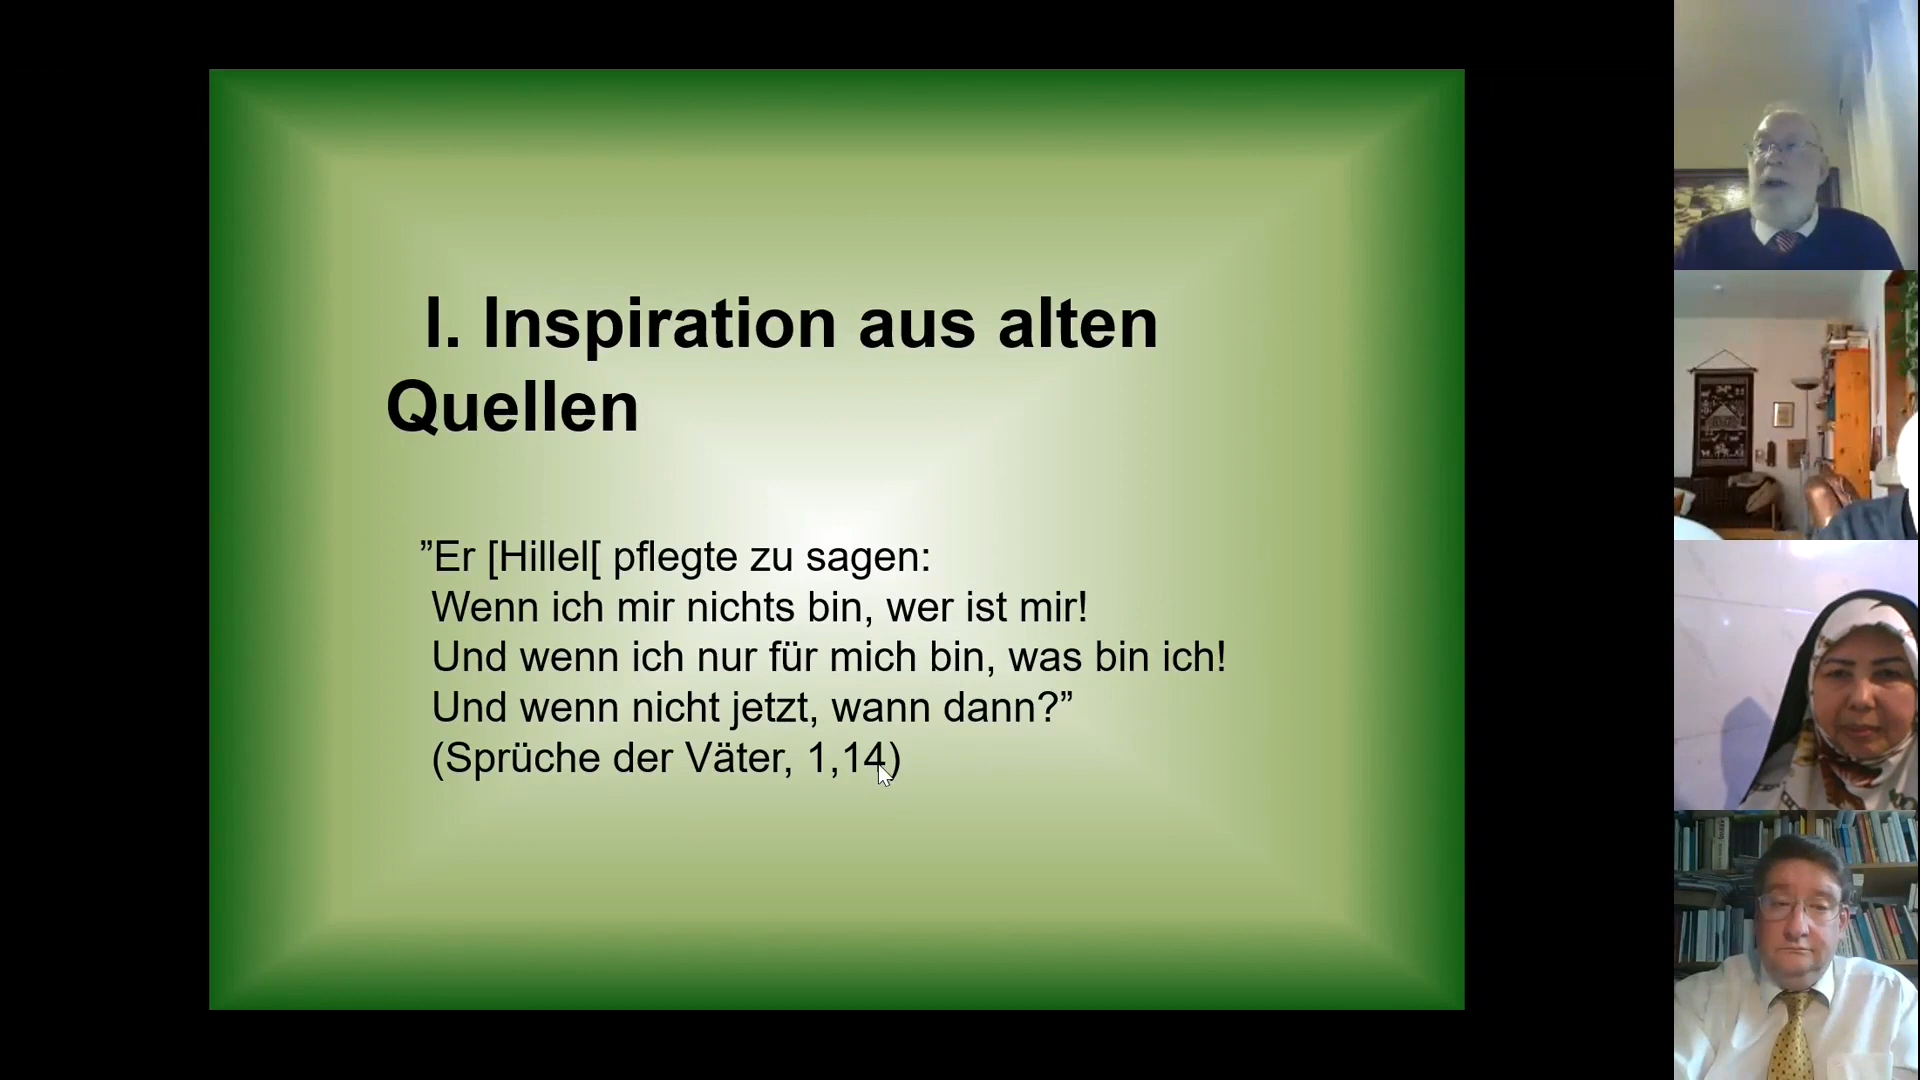 I. Inspiration aus alten
Quellen
”Er [Hillel[ pflegte zu sagen:
Wenn ich mir nichts bin, wer ist mir!
Und wenn ich nur für mich bin, was bin ich!
Und wenn nicht jetzt, wann dann?”
(Sprüche der Väter, 1,14)